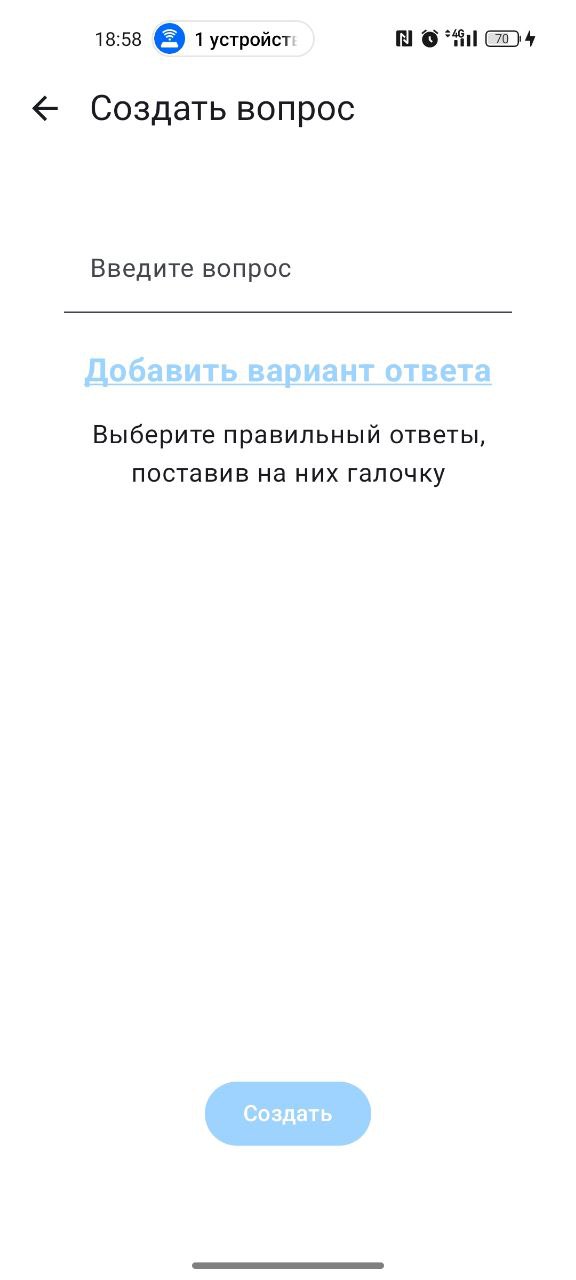 18:58
1 устройст
4G
70
Создать вопрос
Введите вопрос
Добавить вариант ответа
Выберите правильный ответы,
поставив на них галочку
Создать